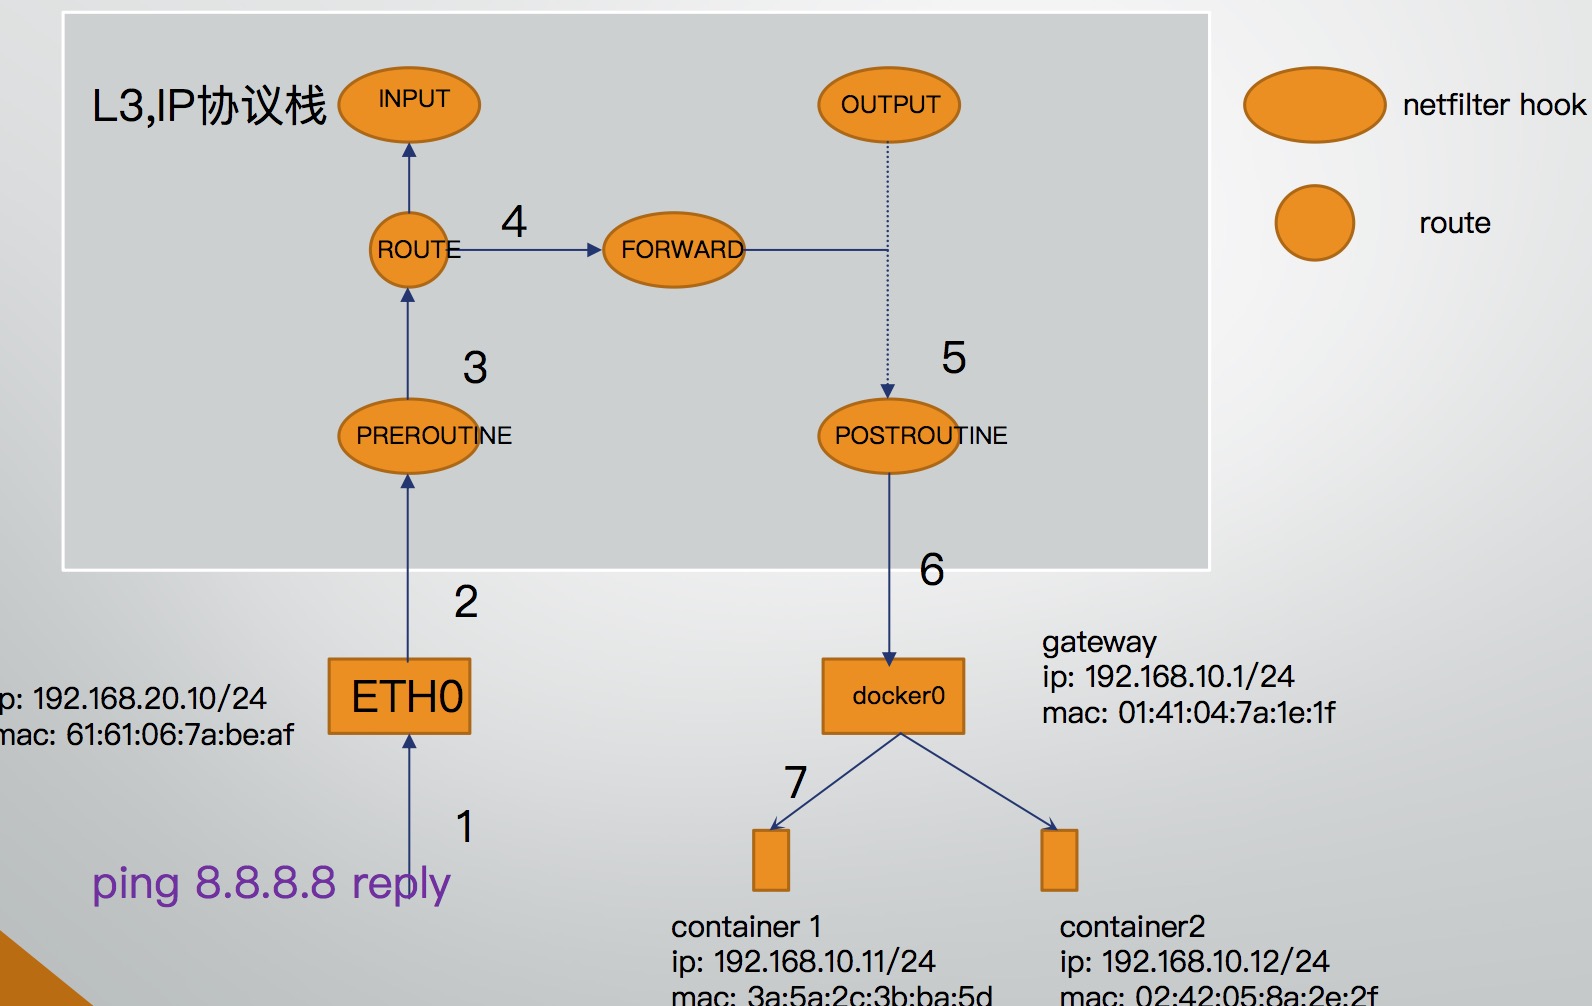 L3,IP协议栈
INPUT
OUTPUT
netfilter hook
route
4
ROUTE
FORWARD
3
5
PREROUTINE
POSTROUTINE
2
6
p: 192.168.20.10/24
mac: 61:61:06:7a:be:af
ETH0
docker0
gateway
ip: 192.168.10.1/24
mac: 01:41:04:7a:1e:1f
1
7
ping 8.8.8.8 reply
container 1
ip: 192.168.10.11/24
mac: 3a:5a:2c:3b:ba:5d
container2
ip: 192.168.10.12/24
mac: 02:42:05:8a:2e:2f